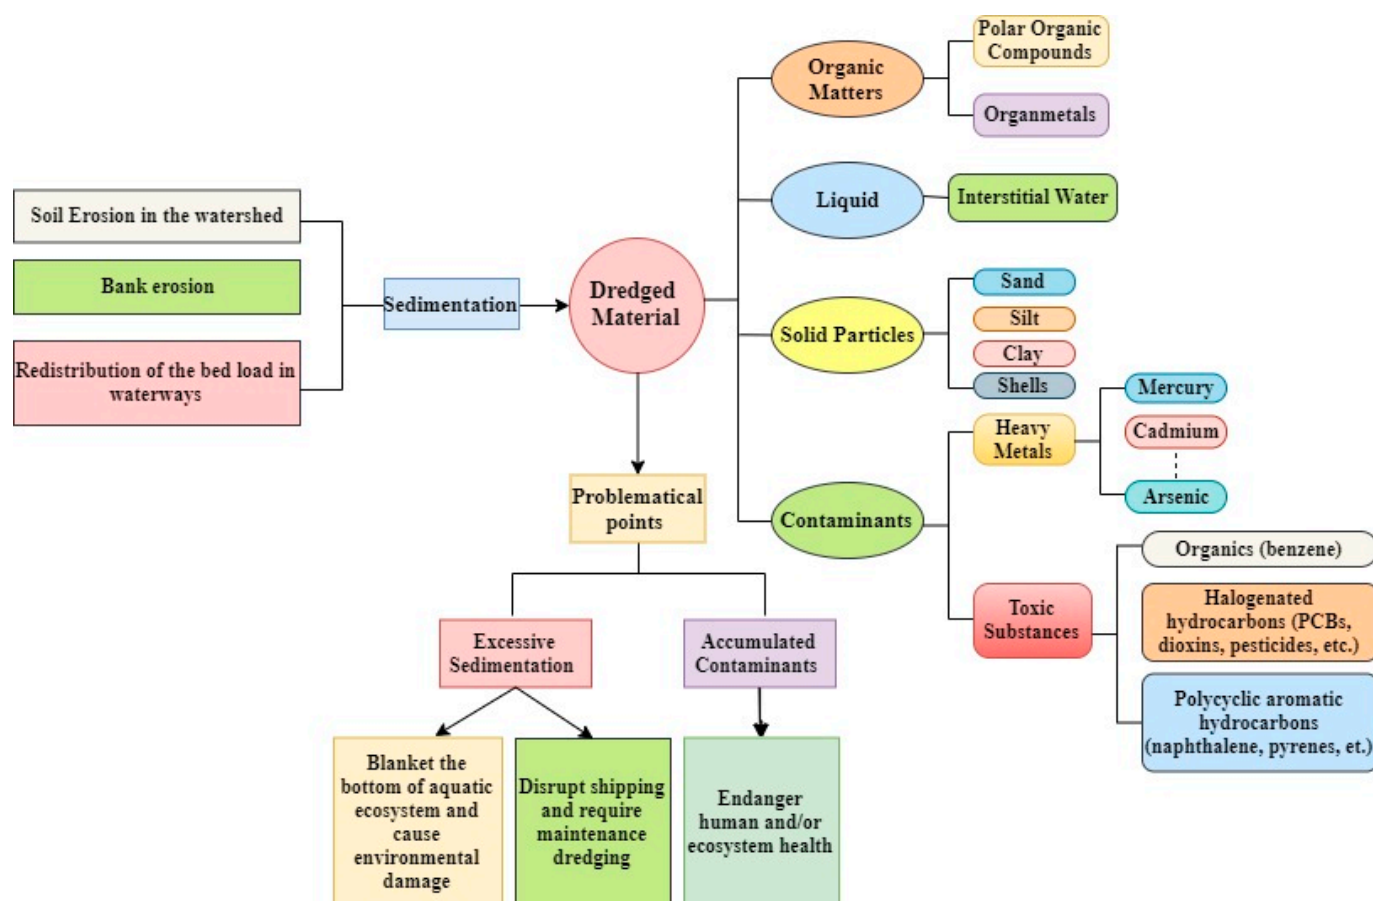 Polar Organic
Compounds
Organic
Matters
Organmetals
Liquid
Interstitial Water
Soil Erosion in the watershed
Bank erosion
Redistribution of the bed load in
waterways
Sedimentation
Dredged
Material
Solid Particles
Sand
Silt
Clay
Shells
Contaminants
Heavy
Metals
Mercury
Cadmium
Arsenic
Toxic
Substances
Organics (benzene)
Halogenated
hydrocarbons (PCBs,
dioxins, pesticides, etc.)
Polycyclic aromatic
hydrocarbons
(naphthalene, pyrenes, et.)
Problematical
points
Excessive
Sedimentation
Accumulated
Contaminants
Blanket the
bottom of aquatic
ecosystem and
cause
environmental
damage
Disrupt shipping
and require
maintenance
dredging
Endanger
human and/or
ecosystem health